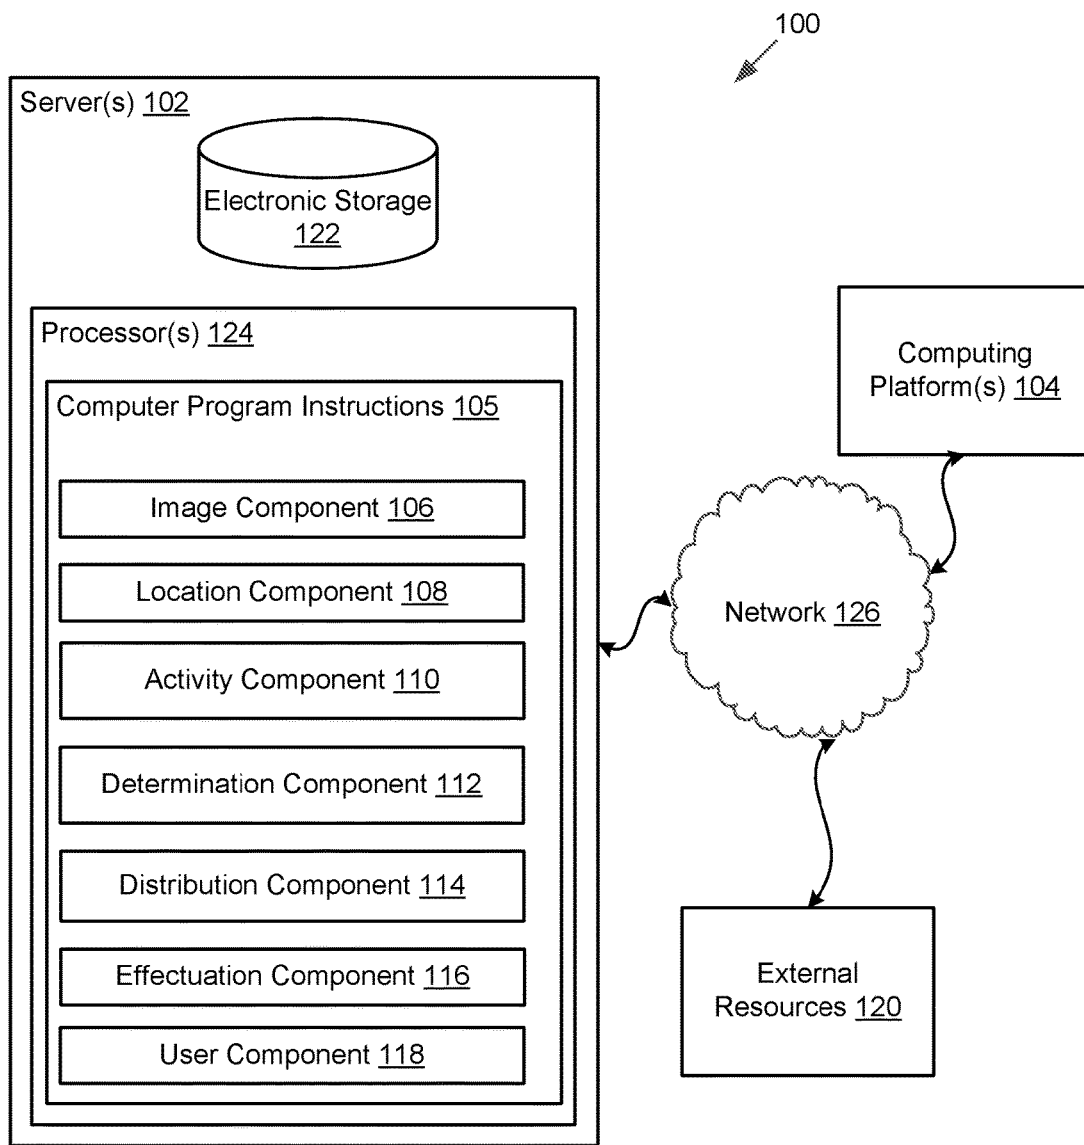 100
Server(s) 102
Electronic Storage
122
Processor(s) 124
Computer Program Instructions 105
Image Component 106
Location Component 108
Activity Component 110
Determination Component 112
Distribution Component 114
Effectuation Component 116
User Component 118
Computing
Platform(s) 104
Network 126
External
Resources 120